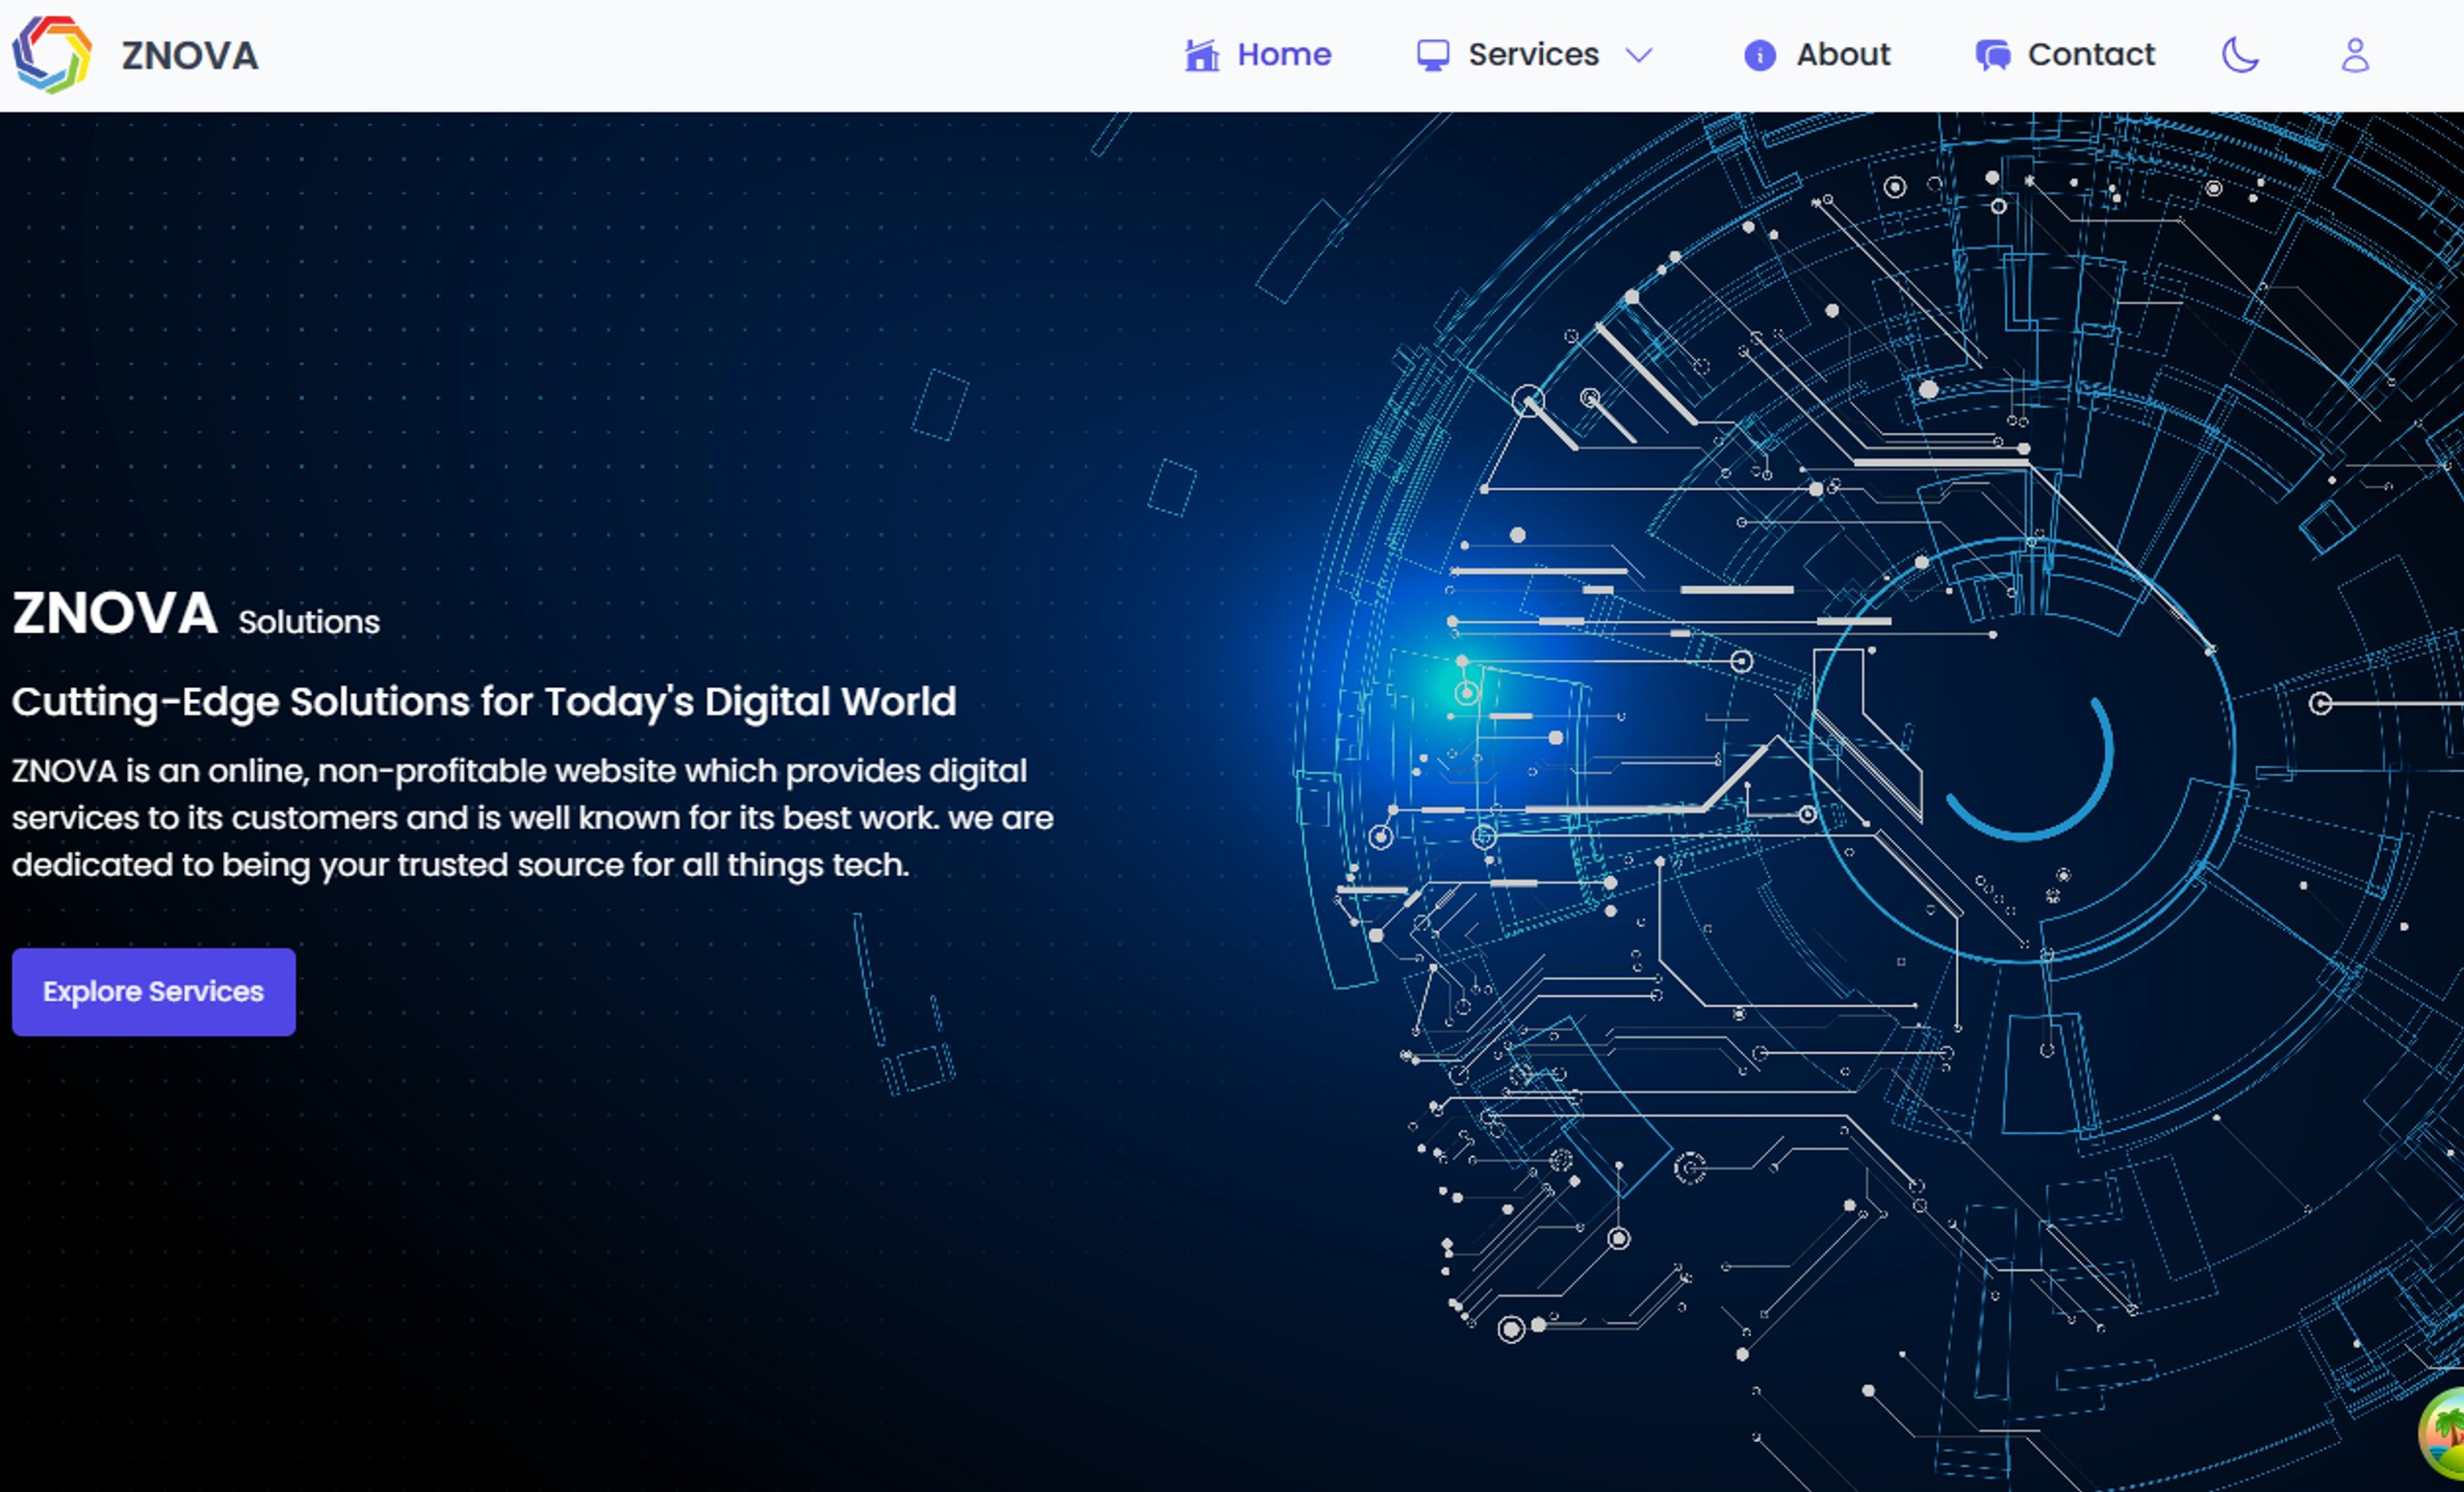 ZNOVA
Home
Services
About
Contact
ZNOVA Solutions
Cutting-Edge Solutions for Today's Digital World
ZNOVA is an online, non-profitable website which provides digital
services to its customers and is well known for its best work. we are
dedicated to being your trusted source for all things tech.
Explore Services